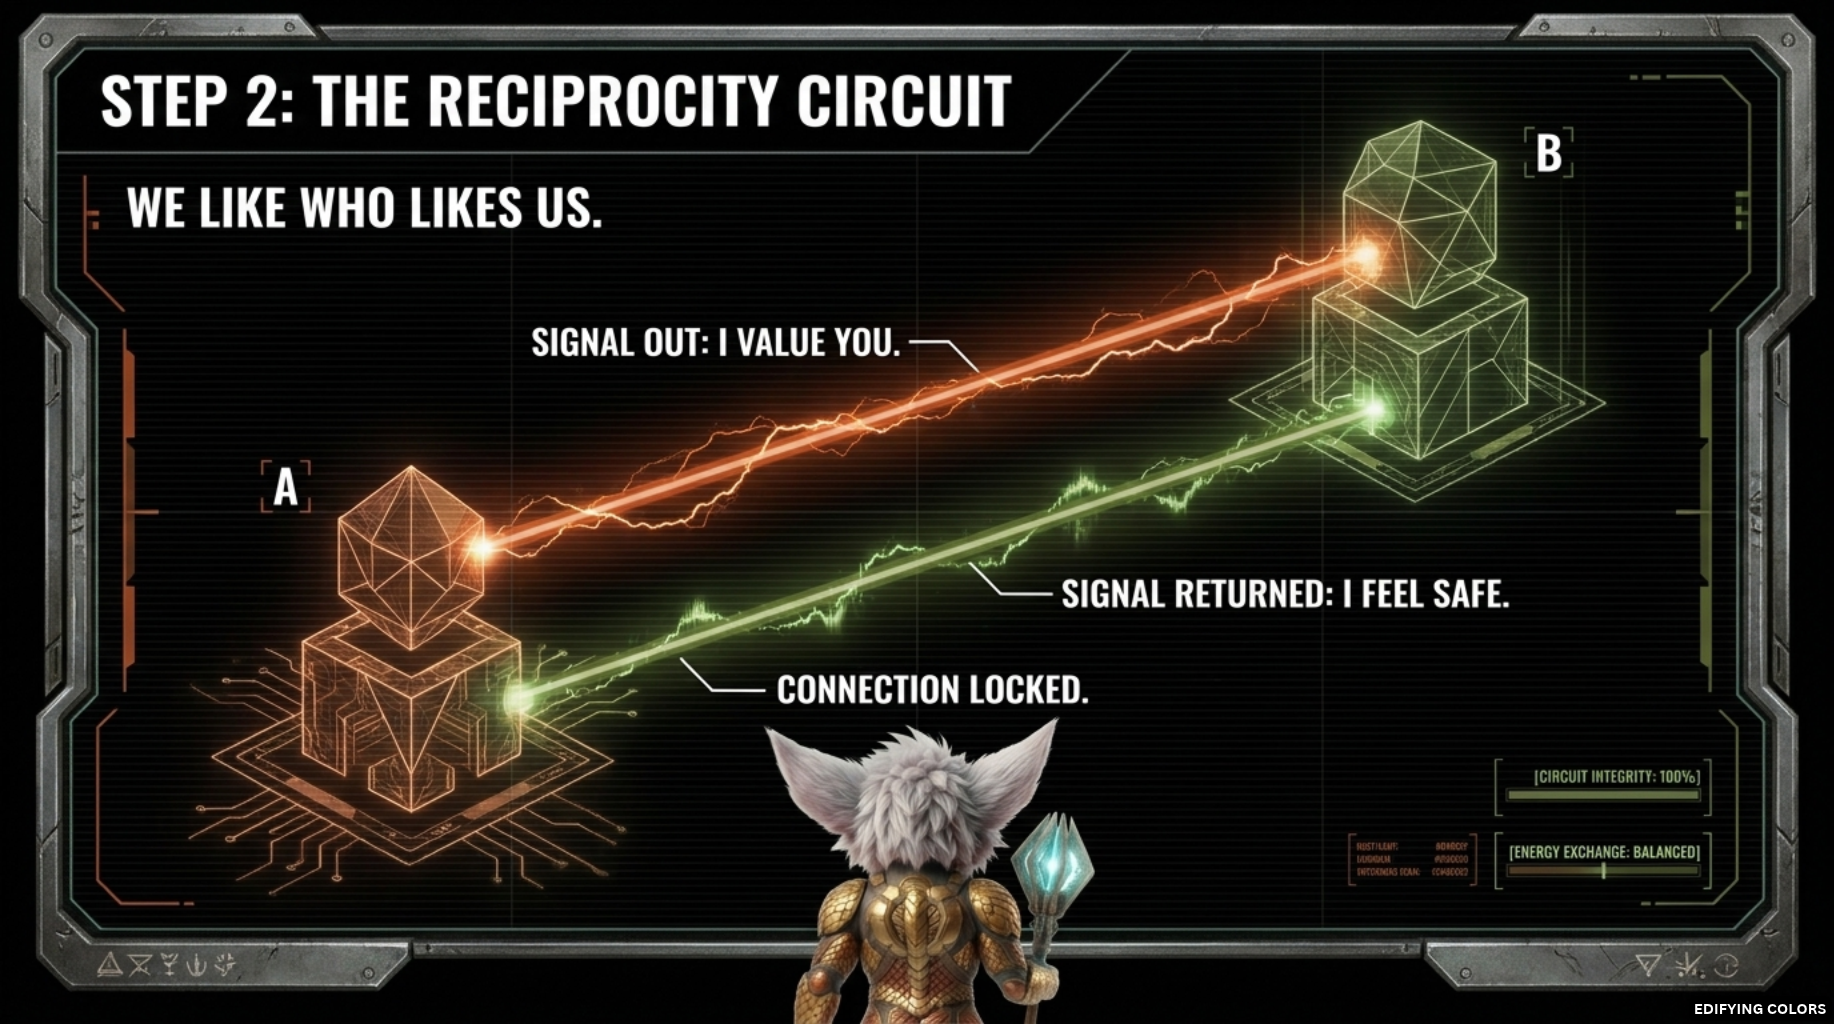 STEP 2: THE RECIPROCITY CIRCUIT
WE LIKE WHO LIKES US.
B
SIGNAL OUT: I VALUE YOU.
A
SIGNAL RETURNED: I FEEL SAFE.
CONNECTION LOCKED.
[CIRCUIT INTEGRITY: 100%]
[ENERGY EXCHANGE: BALANCED]
EDIFYING COLORS